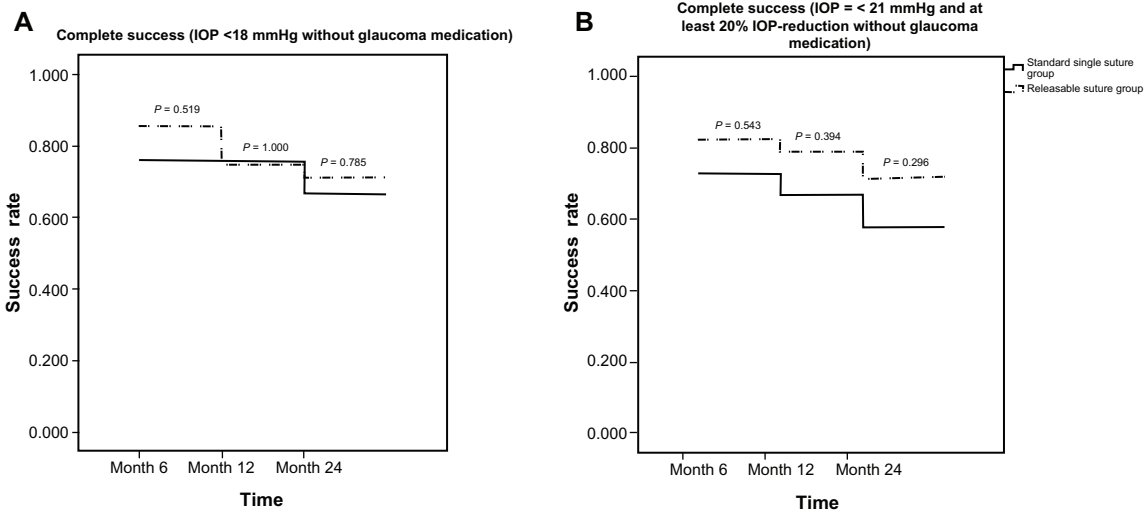 A
Complete success (IOP <18 mmHg without glaucoma medication)
1.000
0.800
0.600
0.400
0.200
0.000
Success rate
P = 0.519
P = 1.000
P = 0.785
Month 6
Month 12
Month 24
Time
B
Complete success (IOP = < 21 mmHg and at
least 20% IOP-reduction without glaucoma
medication)
1.000
0.800
0.600
0.400
0.200
0.000
Success rate
P = 0.543
P = 0.394
P = 0.296
Month 6
Month 12
Month 24
Time
Standard single suture
group
Releasable suture group